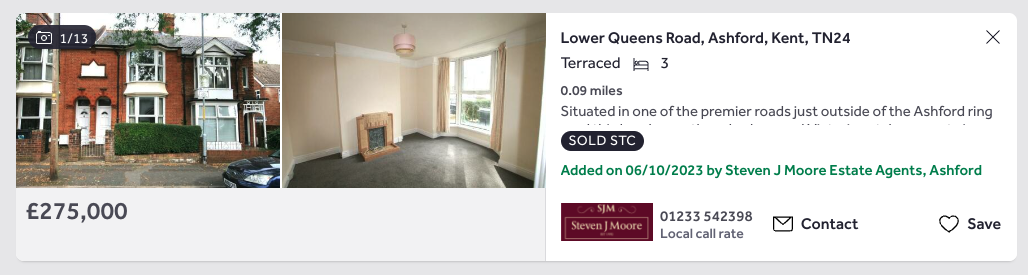 1/13
£275,000
Lower Queens Road, Ashford, Kent, TN24
Terraced 3
0.09 miles
Situated in one of the premier roads just outside of the Ashford ring
SOLD STC
Added on 06/10/2023 by Steven J Moore Estate Agents, Ashford
SJM
Steven J Moore
01233 542398
Local call rate
Contact
Save